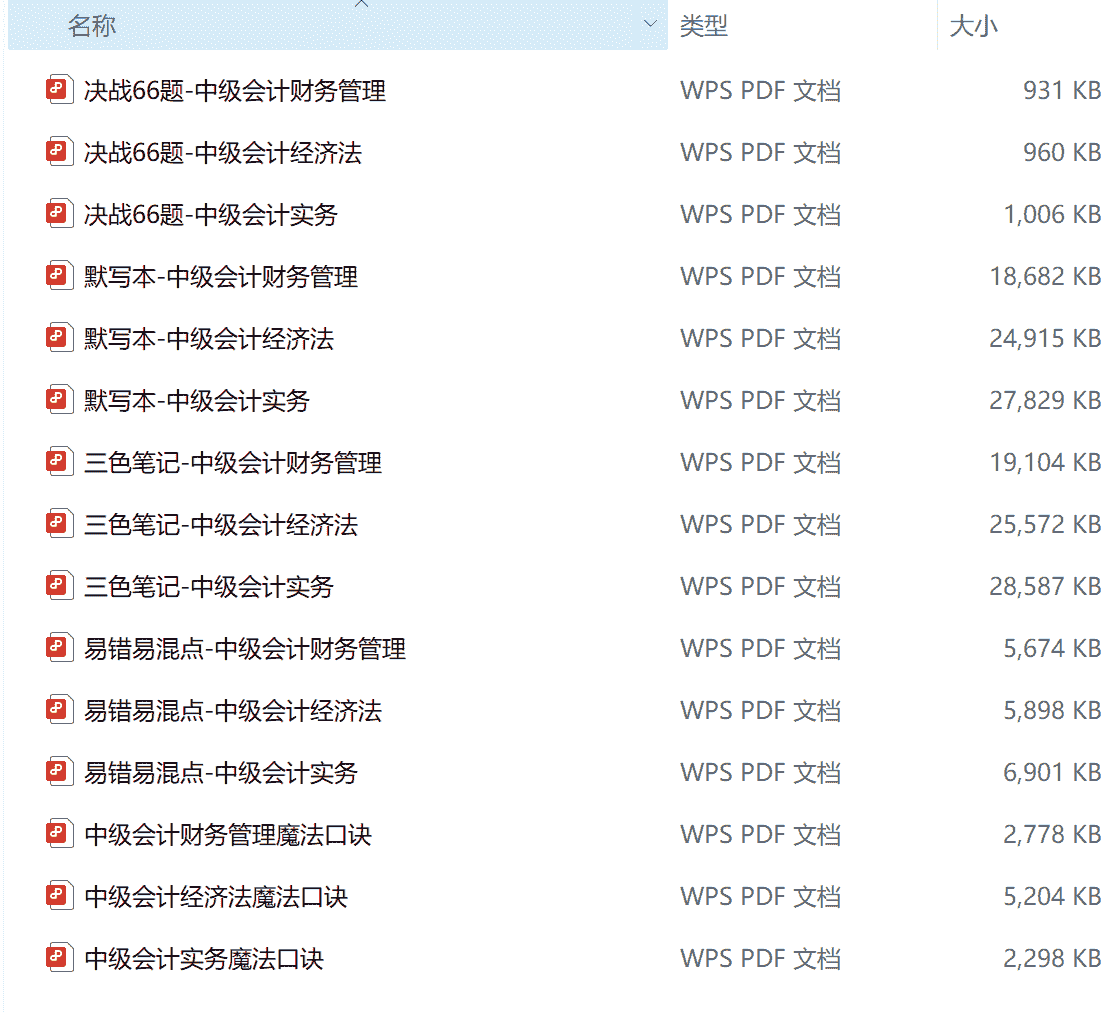 名称 类型 大小
决战66题-中级会计财务管理 WPS PDF 文档 931 KB
决战66题-中级会计经济法 WPS PDF 文档 960 KB
决战66题-中级会计实务 WPS PDF 文档 1,006 KB
默写本-中级会计财务管理 WPS PDF 文档 18,682 KB
默写本-中级会计经济法 WPS PDF 文档 24,915 KB
默写本-中级会计实务 WPS PDF 文档 27,829 KB
三色笔记-中级会计财务管理 WPS PDF 文档 19,104 KB
三色笔记-中级会计经济法 WPS PDF 文档 25,572 KB
三色笔记-中级会计实务 WPS PDF 文档 28,587 KB
易错易混点-中级会计财务管理 WPS PDF 文档 5,674 KB
易错易混点-中级会计经济法 WPS PDF 文档 5,898 KB
易错易混点-中级会计实务 WPS PDF 文档 6,901 KB
中级会计财务管理魔法口诀 WPS PDF 文档 2,778 KB
中级会计经济法魔法口诀 WPS PDF 文档 5,204 KB
中级会计实务魔法口诀 WPS PDF 文档 2,298 KB